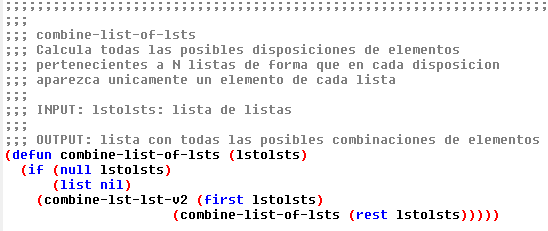 ;;;;;;;;;;;;;;;;;;;;;;;;;;;;;;;;;;;;;;;;;;;;;;;;;;;;;;;;;;;;;;;;;;;;;
;;;
;;; combine-list-of-lsts
;;; Calcula todas las posibles disposiciones de elementos
;;; pertenecientes a N listas de forma que en cada disposicion
;;; aparezca unicamente un elemento de cada lista
;;;
;;; INPUT: lstolsts: lista de listas
;;;
;;; OUTPUT: lista con todas las posibles combinaciones de elementos
(defun combine-list-of-lsts (lstolsts)
  (if (null lstolsts)
      (list nil)
    (combine-lst-lst-v2 (first lstolsts)
                        (combine-list-of-lsts (rest lstolsts)))))